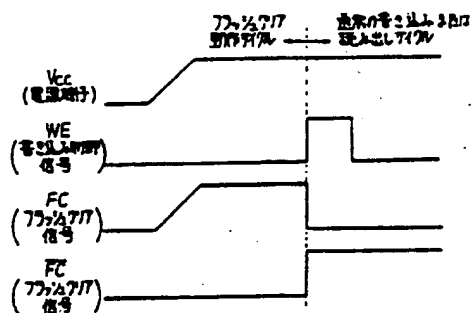 フラッシュクリア
動作サイクル
通常の書き込みまたは
読み出しサイクル
Vcc
(電源端子)
WE
(書き込み制御
信号)
FC
(フラッシュクリア
信号)
FC
(フラッシュクリア
信号)